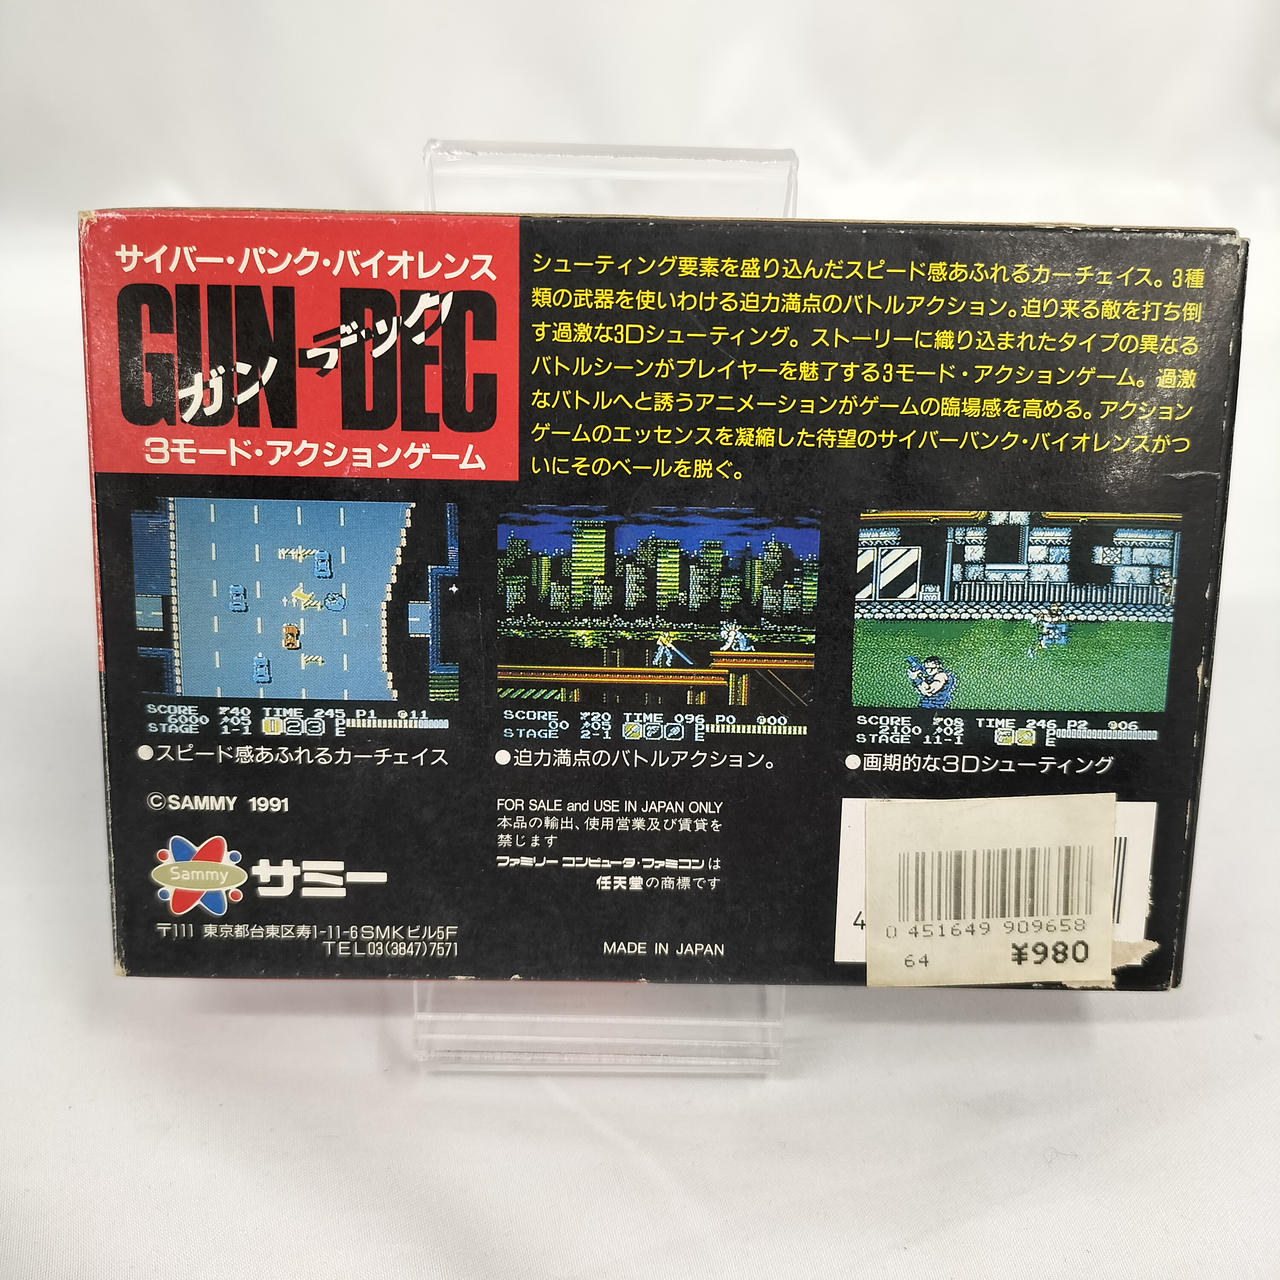 サイバー・パンク・バイオレンス
GUN-DEC
ガンデック
3モード・アクションゲーム
シューティング要素を盛り込んだスピード感あふれるカーチェイス。3種
類の武器を使いわける迫力満点のバトルアクション。迫り来る敵を打ち倒
す過激な3Dシューティング。ストーリーに織り込まれたタイプの異なる
バトルシーンがプレイヤーを魅了する3モード・アクションゲーム。過激
なバトルへと誘うアニメーションがゲームの臨場感を高める。アクション
ゲームのエッセンスを凝縮した待望のサイバーパンク・バイオレンスがつ
いにそのベールを脱ぐ。
SCORE 40 TIME 245 P1 11
6000 05 123 P
STAGE 1-1 E
SCORE 20 TIME 096 P0 00
00 05 P
STAGE 2-1 E
SCORE 08 TIME 246 P2 06
2100 02 P
STAGE 11-1 E
●スピード感あふれるカーチェイス
●迫力満点のバトルアクション。
●画期的な3Dシューティング
©SAMMY 1991
Sammy サミー
〒111 東京都台東区寿1-11-6SMKビル5F
TEL03(3847)7571
FOR SALE and USE IN JAPAN ONLY
本品の輸出、使用営業及び賃貸を
禁じます
ファミリーコンピュータ・ファミコンは
任天堂の商標です
MADE IN JAPAN
4
0 451649 909658
64 ¥980